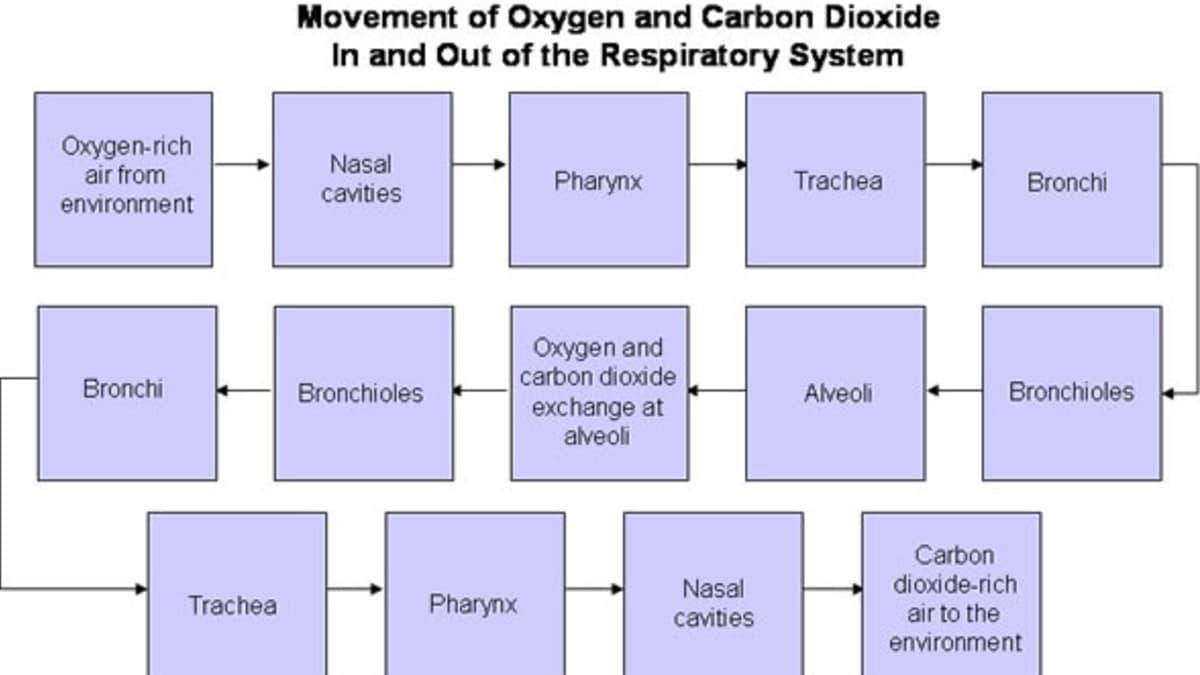 Movement of Oxygen and Carbon Dioxide
In and Out of the Respiratory System
Oxygen-rich
air from
environment
Nasal
cavities
Pharynx
Trachea
Bronchi
Bronchi
Bronchioles
Oxygen and
carbon dioxide
exchange at
alveoli
Alveoli
Bronchioles
Trachea
Pharynx
Nasal
cavities
Carbon
dioxide-rich
air to the
environment